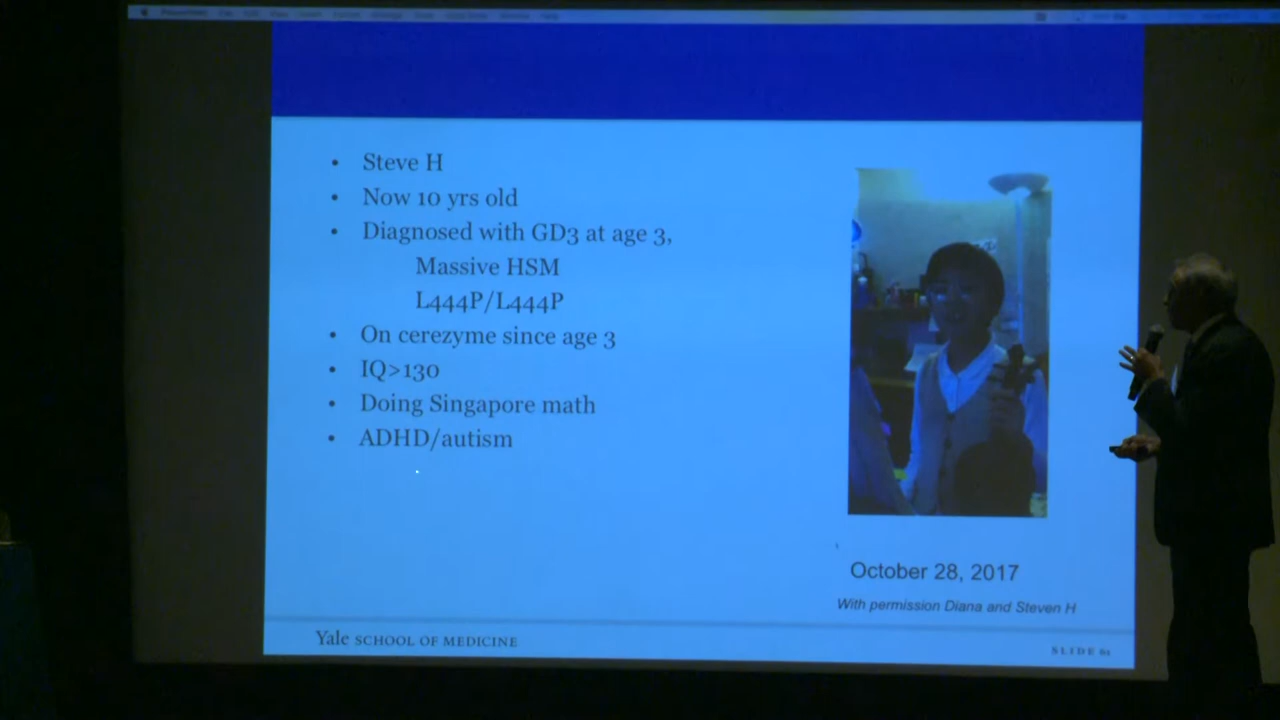 • Steve H
• Now 10 yrs old
• Diagnosed with GD3 at age 3,
Massive HSM
L444P/L444P
• On cerezyme since age 3
• IQ>130
• Doing Singapore math
• ADHD/autism
October 28, 2017
With permission Diana and Steven H
Yale SCHOOL OF MEDICINE
SLIDE